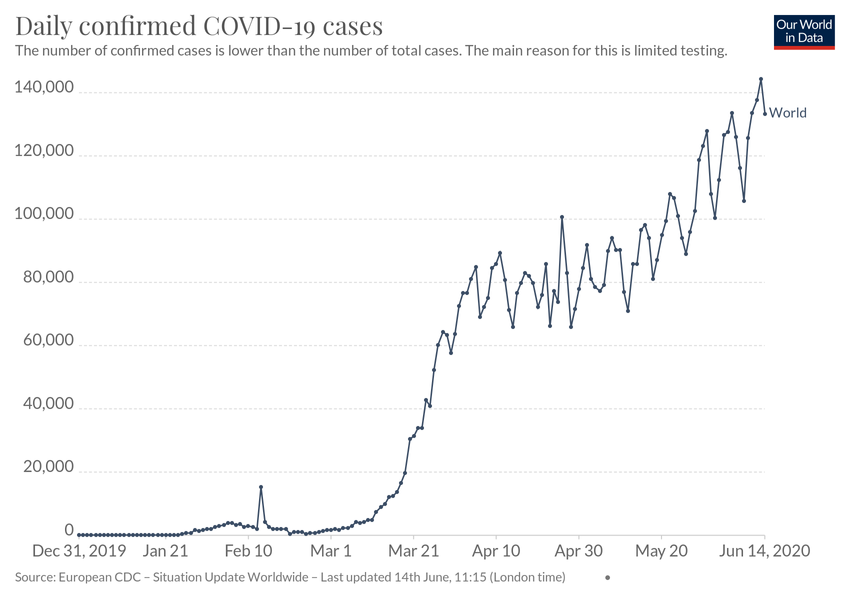 Daily confirmed COVID-19 cases
The number of confirmed cases is lower than the number of total cases. The main reason for this is limited testing.
Our World
in Data
140,000
World
120,000
100,000
80,000
60,000
40,000
20,000
0
Dec 31, 2019 Jan 21 Feb 10 Mar 1 Mar 21 Apr 10 Apr 30 May 20 Jun 14, 2020
Source: European CDC – Situation Update Worldwide – Last updated 14th June, 11:15 (London time) •